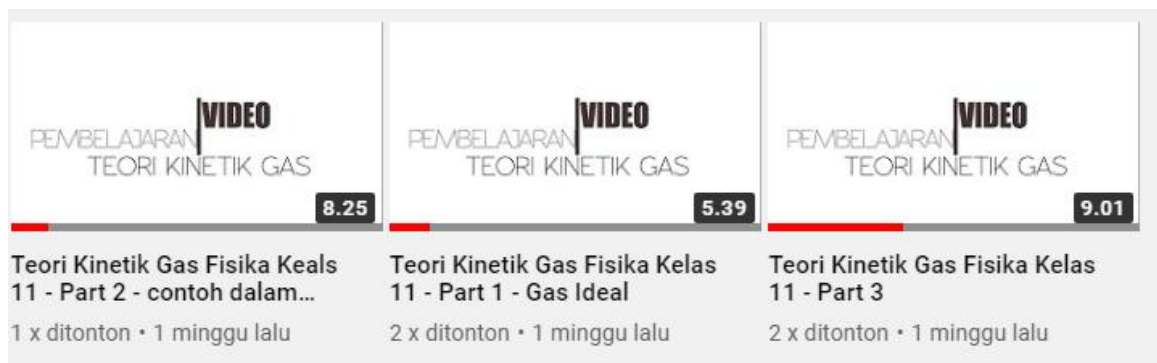 PEMBELAJARAN VIDEO
TEORI KINETIK GAS
8.25
Teori Kinetik Gas Fisika Keals
11 - Part 2 - contoh dalam...
1 x ditonton • 1 minggu lalu
PEMBELAJARAN VIDEO
TEORI KINETIK GAS
5.39
Teori Kinetik Gas Fisika Kelas
11 - Part 1 - Gas Ideal
2 x ditonton • 1 minggu lalu
PEMBELAJARAN VIDEO
TEORI KINETIK GAS
9.01
Teori Kinetik Gas Fisika Kelas
11 - Part 3
2 x ditonton • 1 minggu lalu